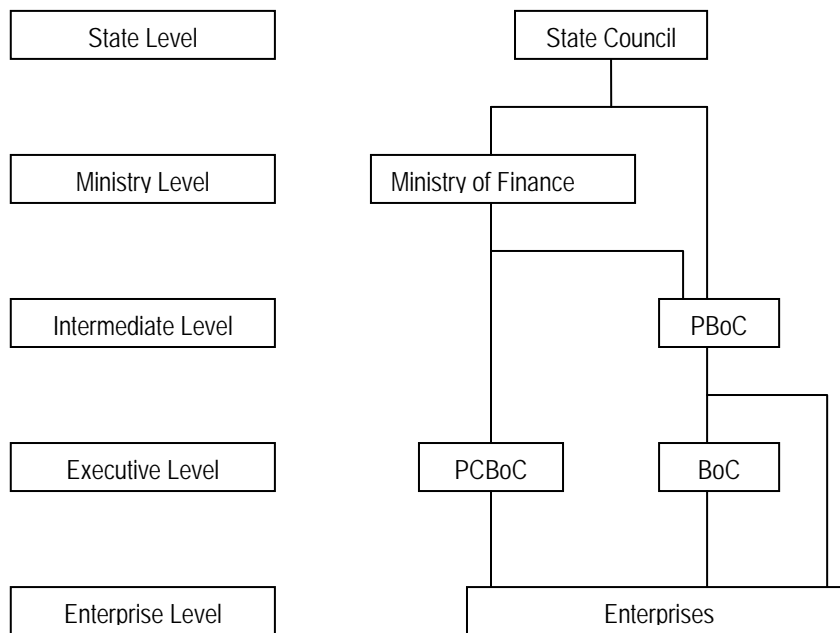 State Level
State Council
Ministry Level
Ministry of Finance
Intermediate Level
PBoC
Executive Level
PCBoC
BoC
Enterprise Level
Enterprises